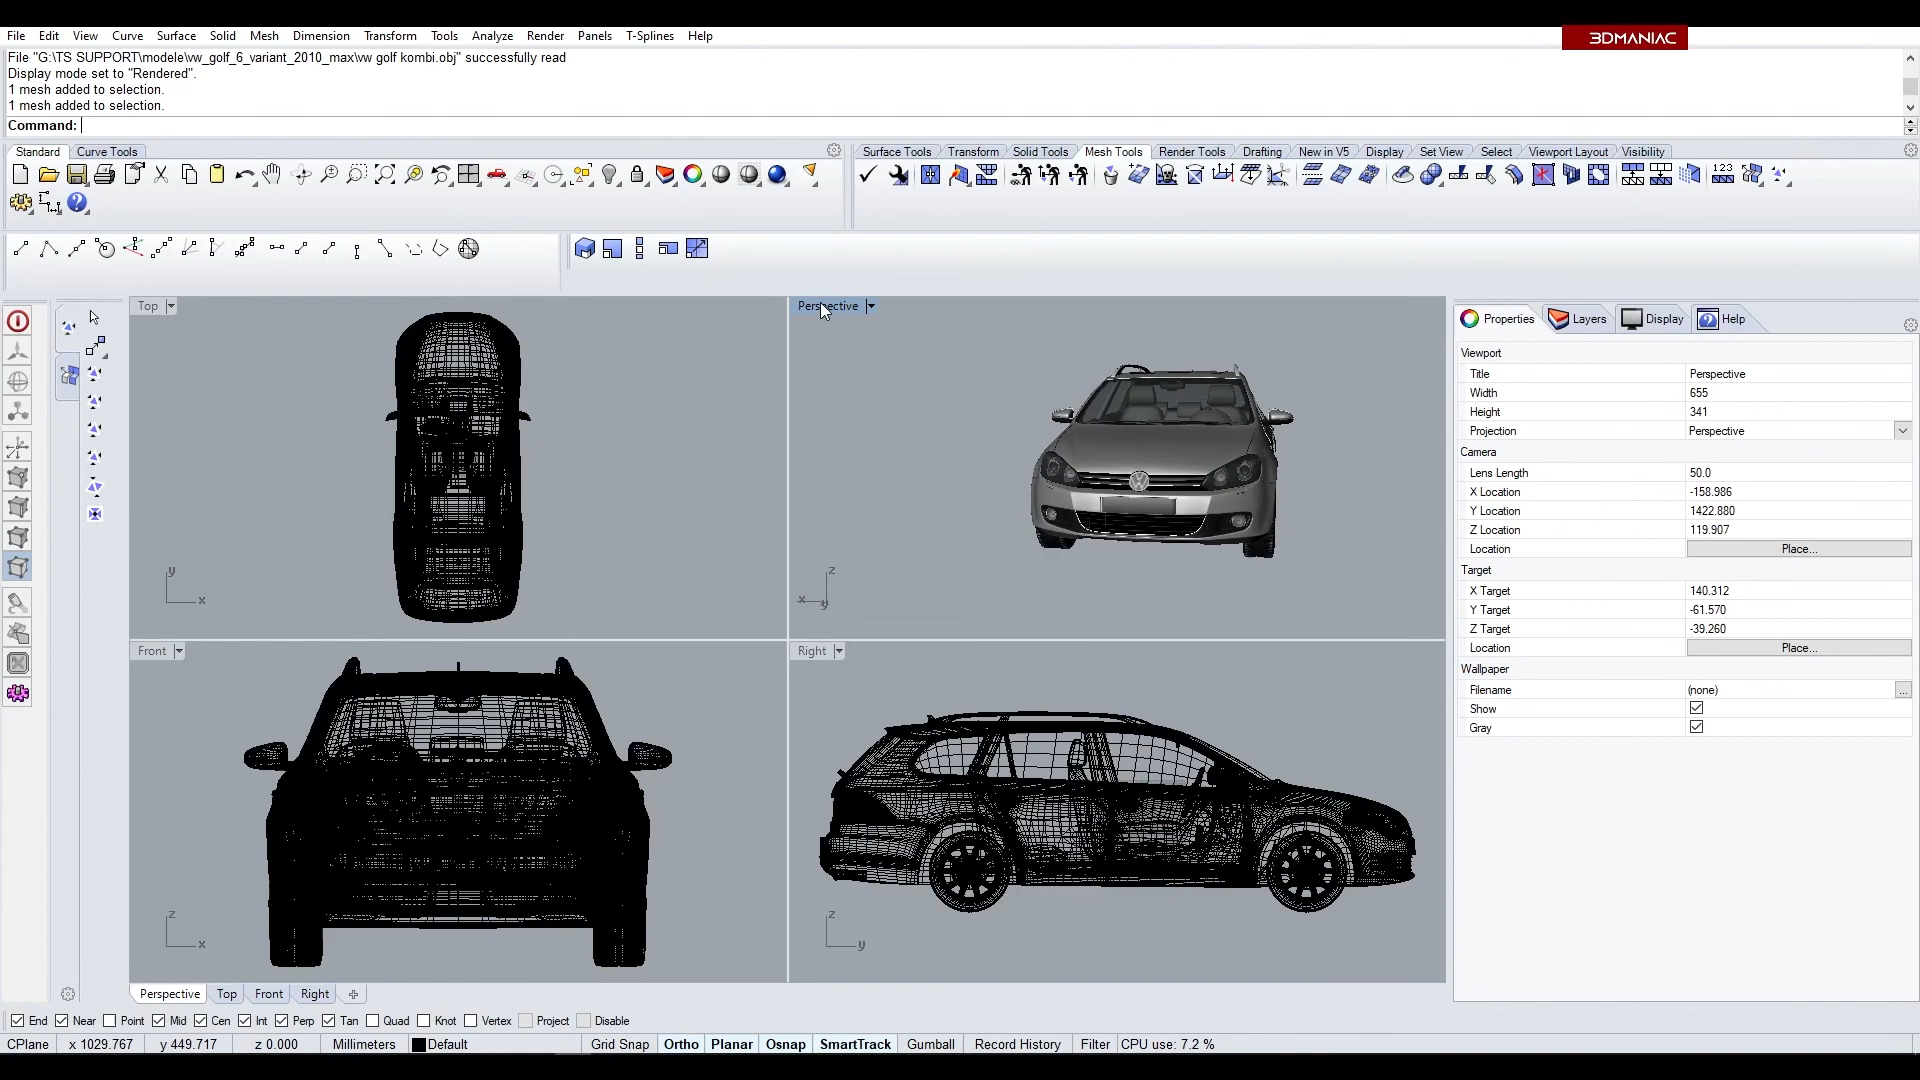 File Edit View Curve Surface Solid Mesh Dimension Transform Tools Analyze Render Panels T-Splines Help
3DMANIAC
File "G:\TS SUPPORT\modele\vw_golf_6_variant_2010_max\vw golf kombi.obj" successfully read
Display mode set to "Rendered".
1 mesh added to selection.
1 mesh added to selection.
Command:
Standard Curve Tools
Surface Tools Transform Solid Tools Mesh Tools Render Tools Drafting New in V5 Display Set View Select Viewport Layout Visibility
123
Top
Perspective
Properties Layers Display Help
Viewport
Title Perspective
Width 655
Height 341
Projection Perspective
Camera
Lens Length 50.0
X Location -158.986
Y Location 1422.880
Z Location 119.907
Location Place...
Target
X Target 140.312
Y Target -61.570
Z Target -39.260
Location Place...
Wallpaper
Filename (none) ...
Show
Gray
y
x
z
x
y
Front
Right
z
x
z
y
Perspective Top Front Right
End Near Point Mid Cen Int Perp Tan Quad Knot Vertex Project Disable
CPlane x 1029.767 y 449.717 z 0.000 Millimeters Default Grid Snap Ortho Planar Osnap SmartTrack Gumball Record History Filter CPU use: 7.2 %